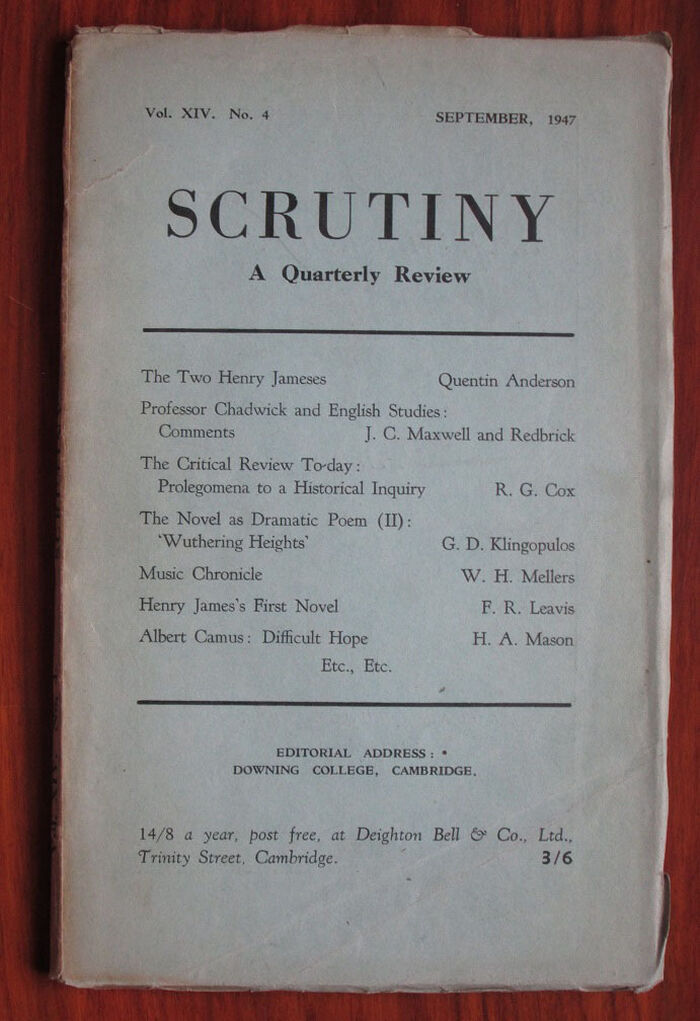 Vol. XIV. No. 4 SEPTEMBER, 1947
SCRUTINY
A Quarterly Review
The Two Henry Jameses Quentin Anderson
Professor Chadwick and English Studies:
Comments J. C. Maxwell and Redbrick
The Critical Review To-day:
Prolegomena to a Historical Inquiry R. G. Cox
The Novel as Dramatic Poem (II):
'Wuthering Heights' G. D. Klingopulos
Music Chronicle W. H. Mellers
Henry James's First Novel F. R. Leavis
Albert Camus: Difficult Hope H. A. Mason
Etc., Etc.
EDITORIAL ADDRESS:
DOWNING COLLEGE, CAMBRIDGE.
14/8 a year, post free, at Deighton Bell & Co., Ltd.,
Trinity Street, Cambridge. 3/6